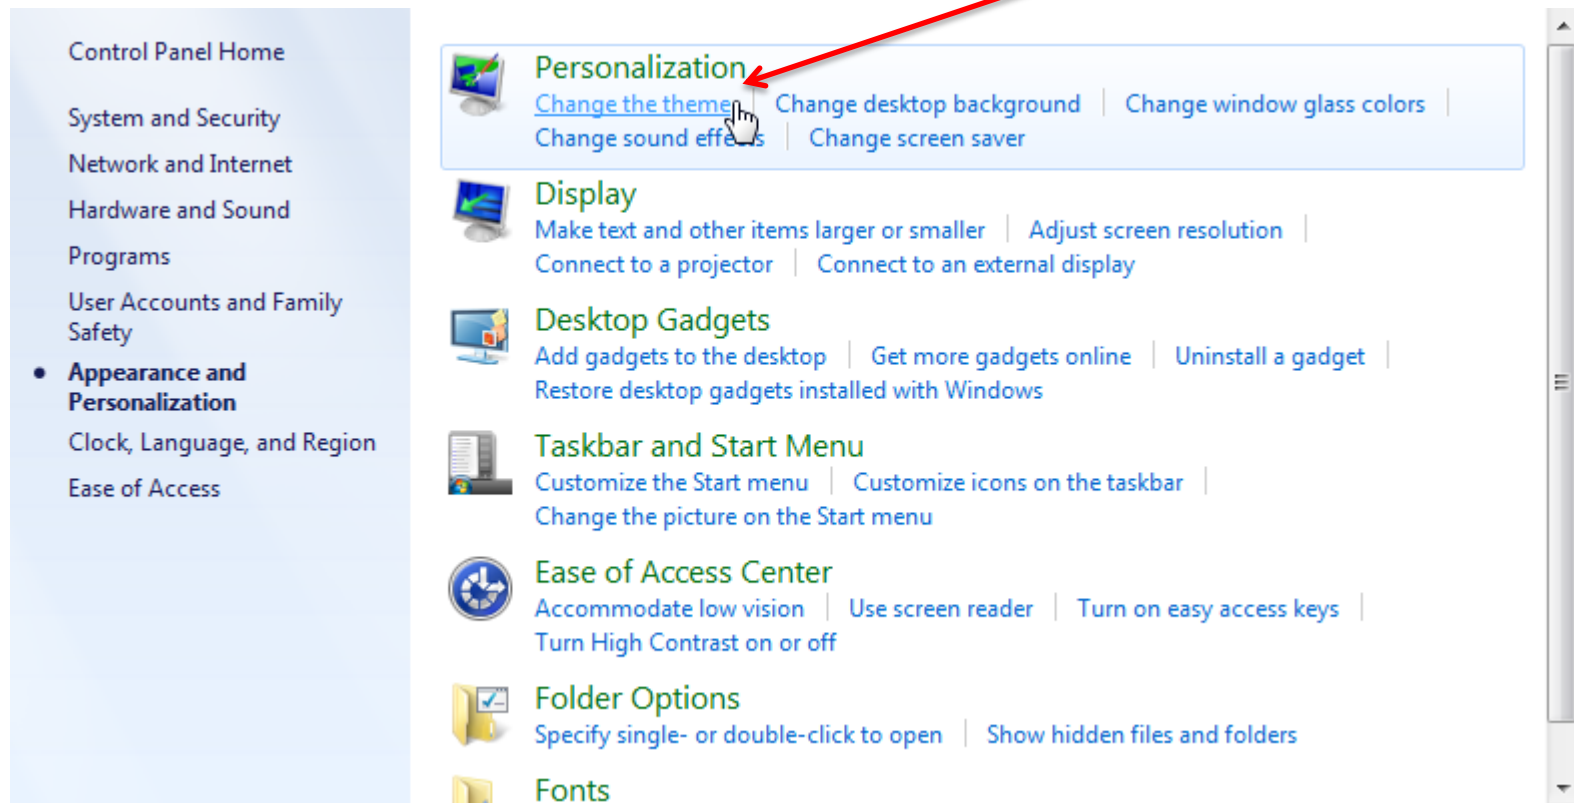 Control Panel Home
System and Security
Network and Internet
Hardware and Sound
Programs
User Accounts and Family
Safety
Appearance and
Personalization
Clock, Language, and Region
Ease of Access
Personalization
Change the theme Change desktop background Change window glass colors
Change sound effects Change screen saver
Display
Make text and other items larger or smaller Adjust screen resolution
Connect to a projector Connect to an external display
Desktop Gadgets
Add gadgets to the desktop Get more gadgets online Uninstall a gadget
Restore desktop gadgets installed with Windows
Taskbar and Start Menu
Customize the Start menu Customize icons on the taskbar
Change the picture on the Start menu
Ease of Access Center
Accommodate low vision Use screen reader Turn on easy access keys
Turn High Contrast on or off
Folder Options
Specify single- or double-click to open Show hidden files and folders
Fonts